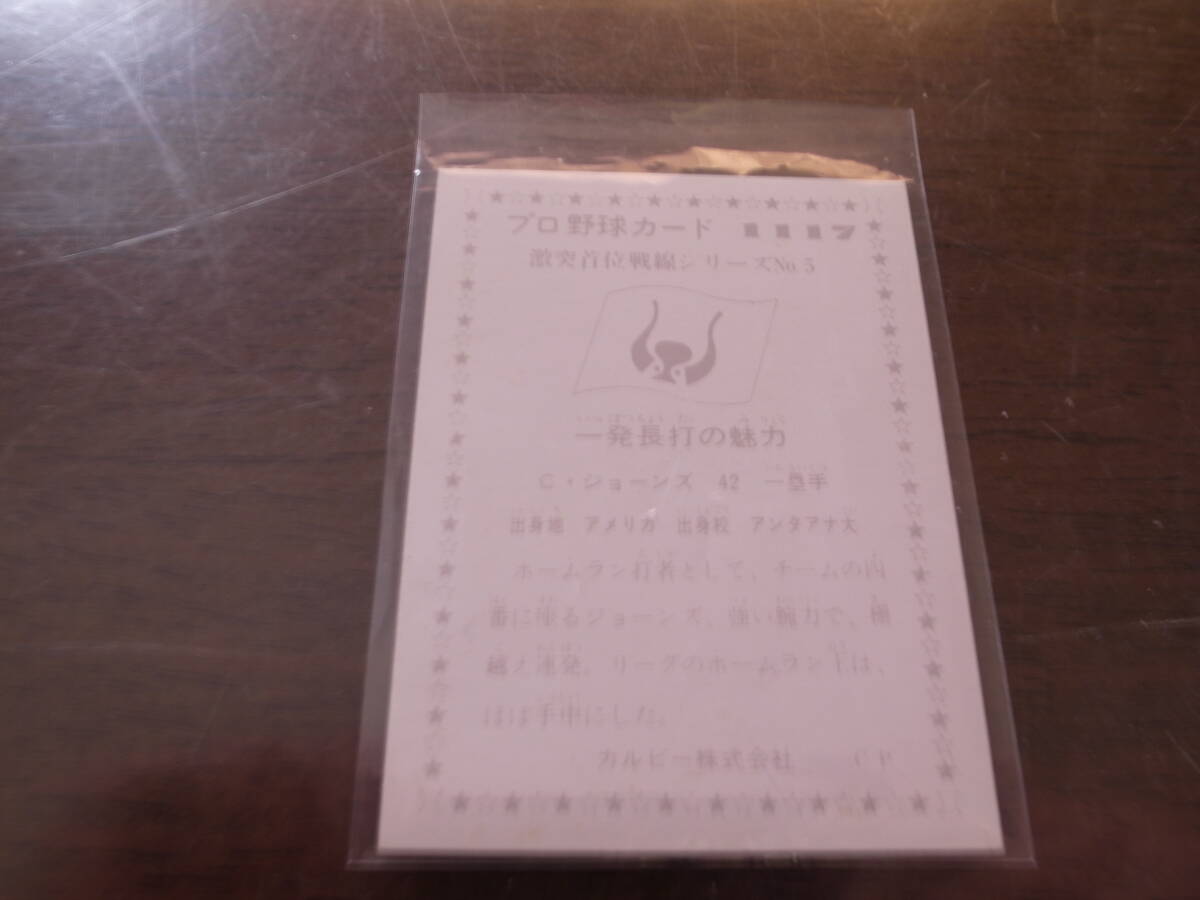 プロ野球カード
激突首位戦線シリーズNo.5
一発長打の魅力
C・ジョーンズ 42 一塁手
出身地 アメリカ 出身校 アンタアナ大
ホームラン打者として、チームの四
番に座るジョーンズ、強い腕力で、柵
越え連発。リーグのホームラン王は、
ほぼ手中にした。
カルビー株式会社 CP